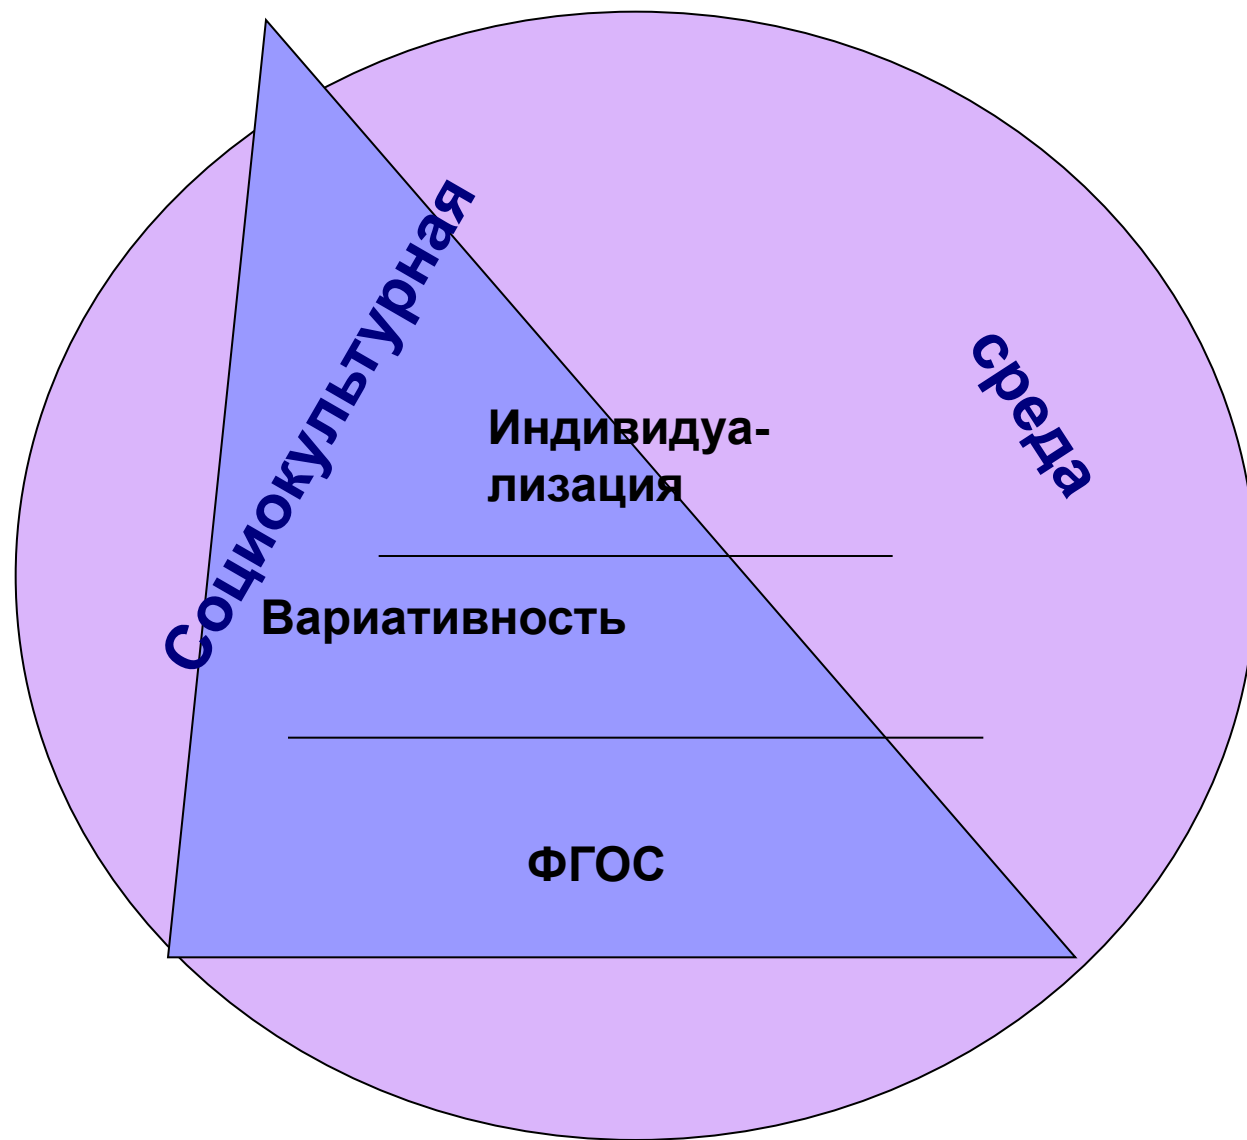 Социокультурная
среда
Индивидуа-
лизация
Вариативность
ФГОС